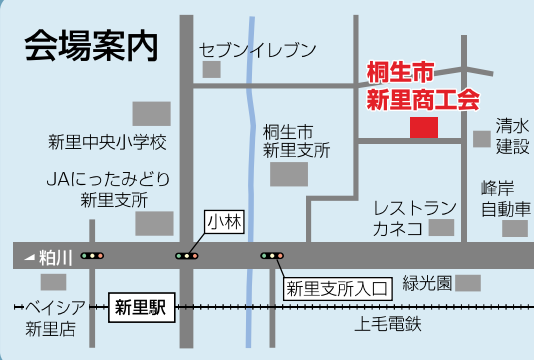 会場案内
セブンイレブン
桐生市
新里商工会
新里中央小学校
桐生市
新里支所
清水
建設
JAにったみどり
新里支所
峰岸
自動車
小林
レストラン
カネコ
粕川
新里支所入口
緑光園
ベイシア
新里店
新里駅
上毛電鉄